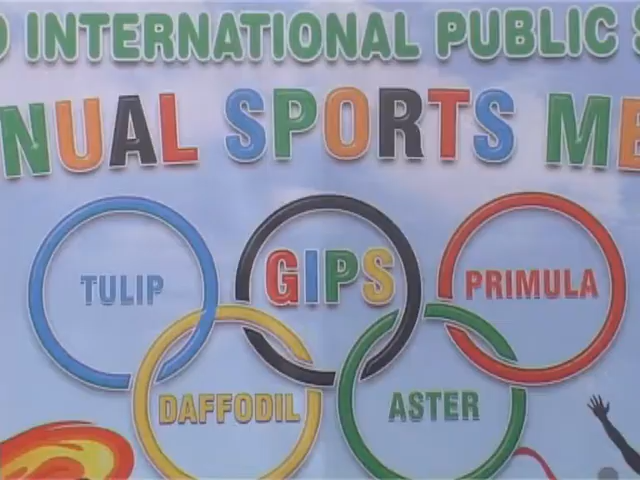 INTERNATIONAL PUBLIC
SPORTS
TULIP
GIPS
PRIMULA
DAFFODIL
ASTER